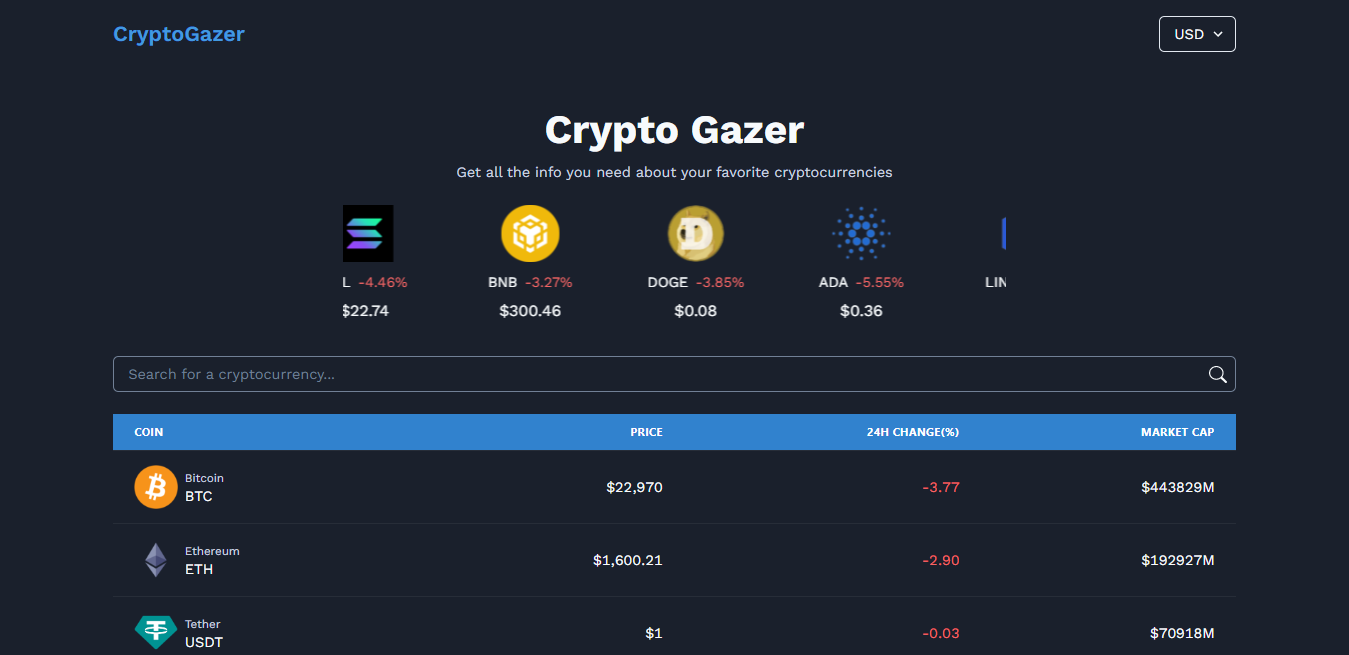 CryptoGazer
USD
Crypto Gazer
Get all the info you need about your favorite cryptocurrencies
L -4.46% BNB -3.27% DOGE -3.85% ADA -5.55% LIN
$22.74 $300.46 $0.08 $0.36
Search for a cryptocurrency...
COIN PRICE 24H CHANGE(%) MARKET CAP
Bitcoin
BTC $22,970 -3.77 $443829M
Ethereum
ETH $1,600.21 -2.90 $192927M
Tether
USDT $1 -0.03 $70918M